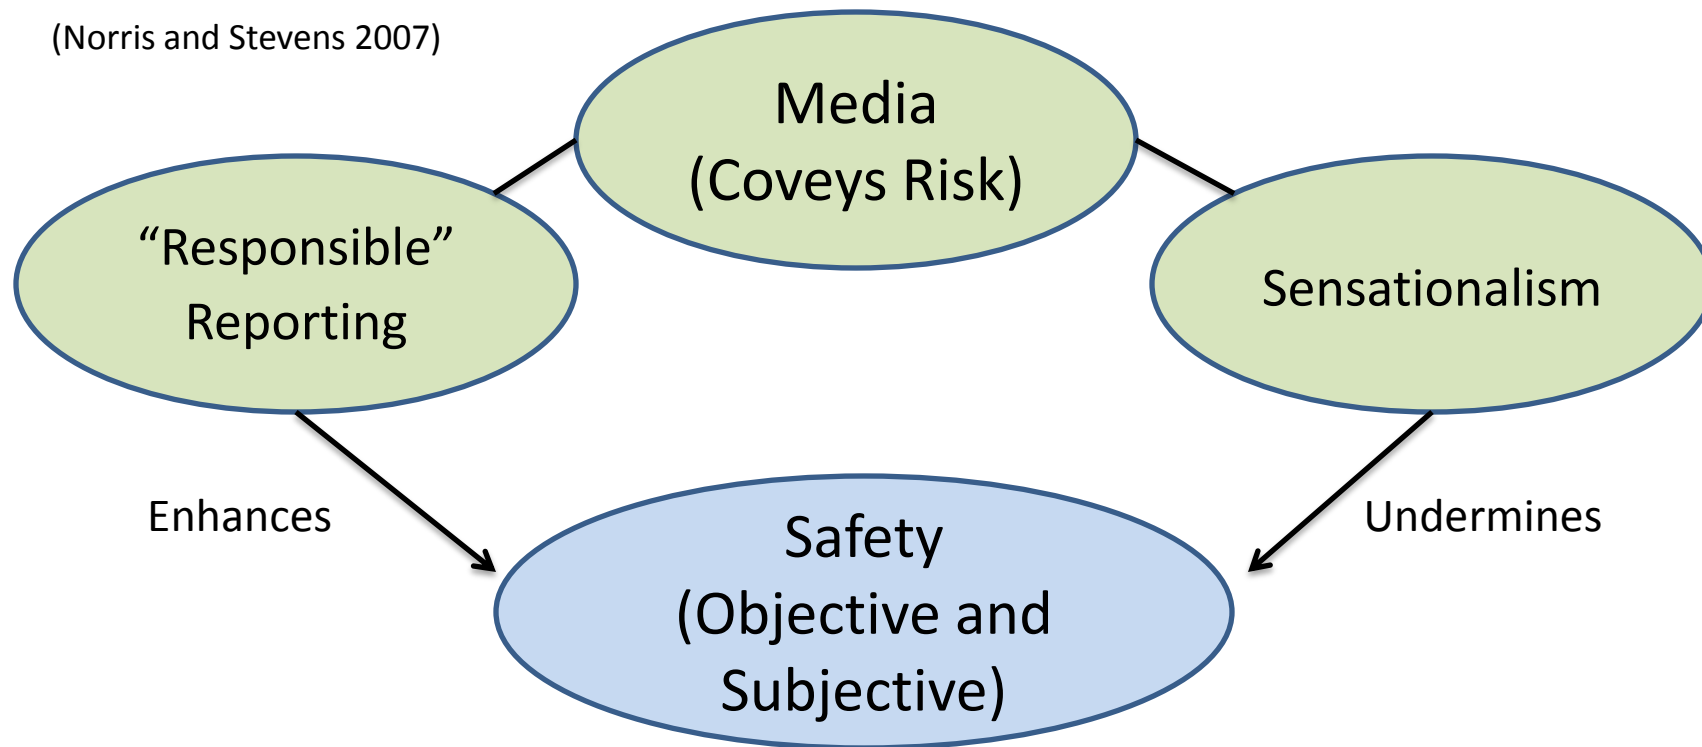 (Norris and Stevens 2007)
Media
(Coveys Risk)
“Responsible”
Reporting
Sensationalism
Enhances
Undermines
Safety
(Objective and
Subjective)